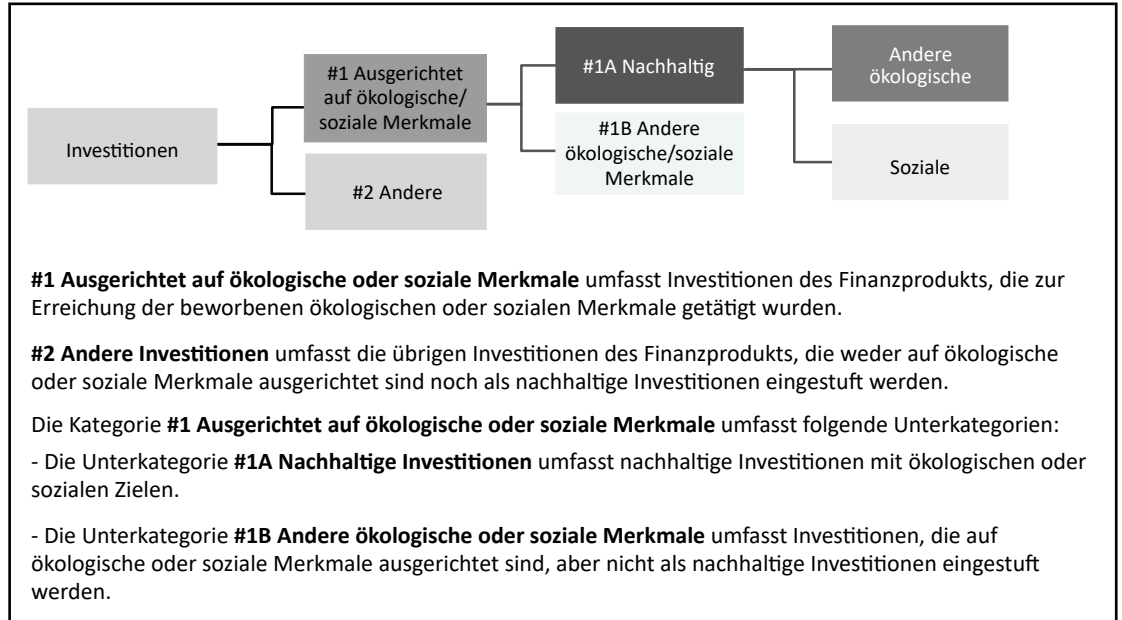 Investitionen
#1 Ausgerichtet
auf ökologische/
soziale Merkmale
#2 Andere
#1A Nachhaltig
#1B Andere
ökologische/soziale
Merkmale
Andere
ökologische
Soziale
#1 Ausgerichtet auf ökologische oder soziale Merkmale umfasst Investitionen des Finanzprodukts, die zur
Erreichung der beworbenen ökologischen oder sozialen Merkmale getätigt wurden.
#2 Andere Investitionen umfasst die übrigen Investitionen des Finanzprodukts, die weder auf ökologische
oder soziale Merkmale ausgerichtet sind noch als nachhaltige Investitionen eingestuft werden.
Die Kategorie #1 Ausgerichtet auf ökologische oder soziale Merkmale umfasst folgende Unterkategorien:
- Die Unterkategorie #1A Nachhaltige Investitionen umfasst nachhaltige Investitionen mit ökologischen oder
sozialen Zielen.
- Die Unterkategorie #1B Andere ökologische oder soziale Merkmale umfasst Investitionen, die auf
ökologische oder soziale Merkmale ausgerichtet sind, aber nicht als nachhaltige Investitionen eingestuft
werden.